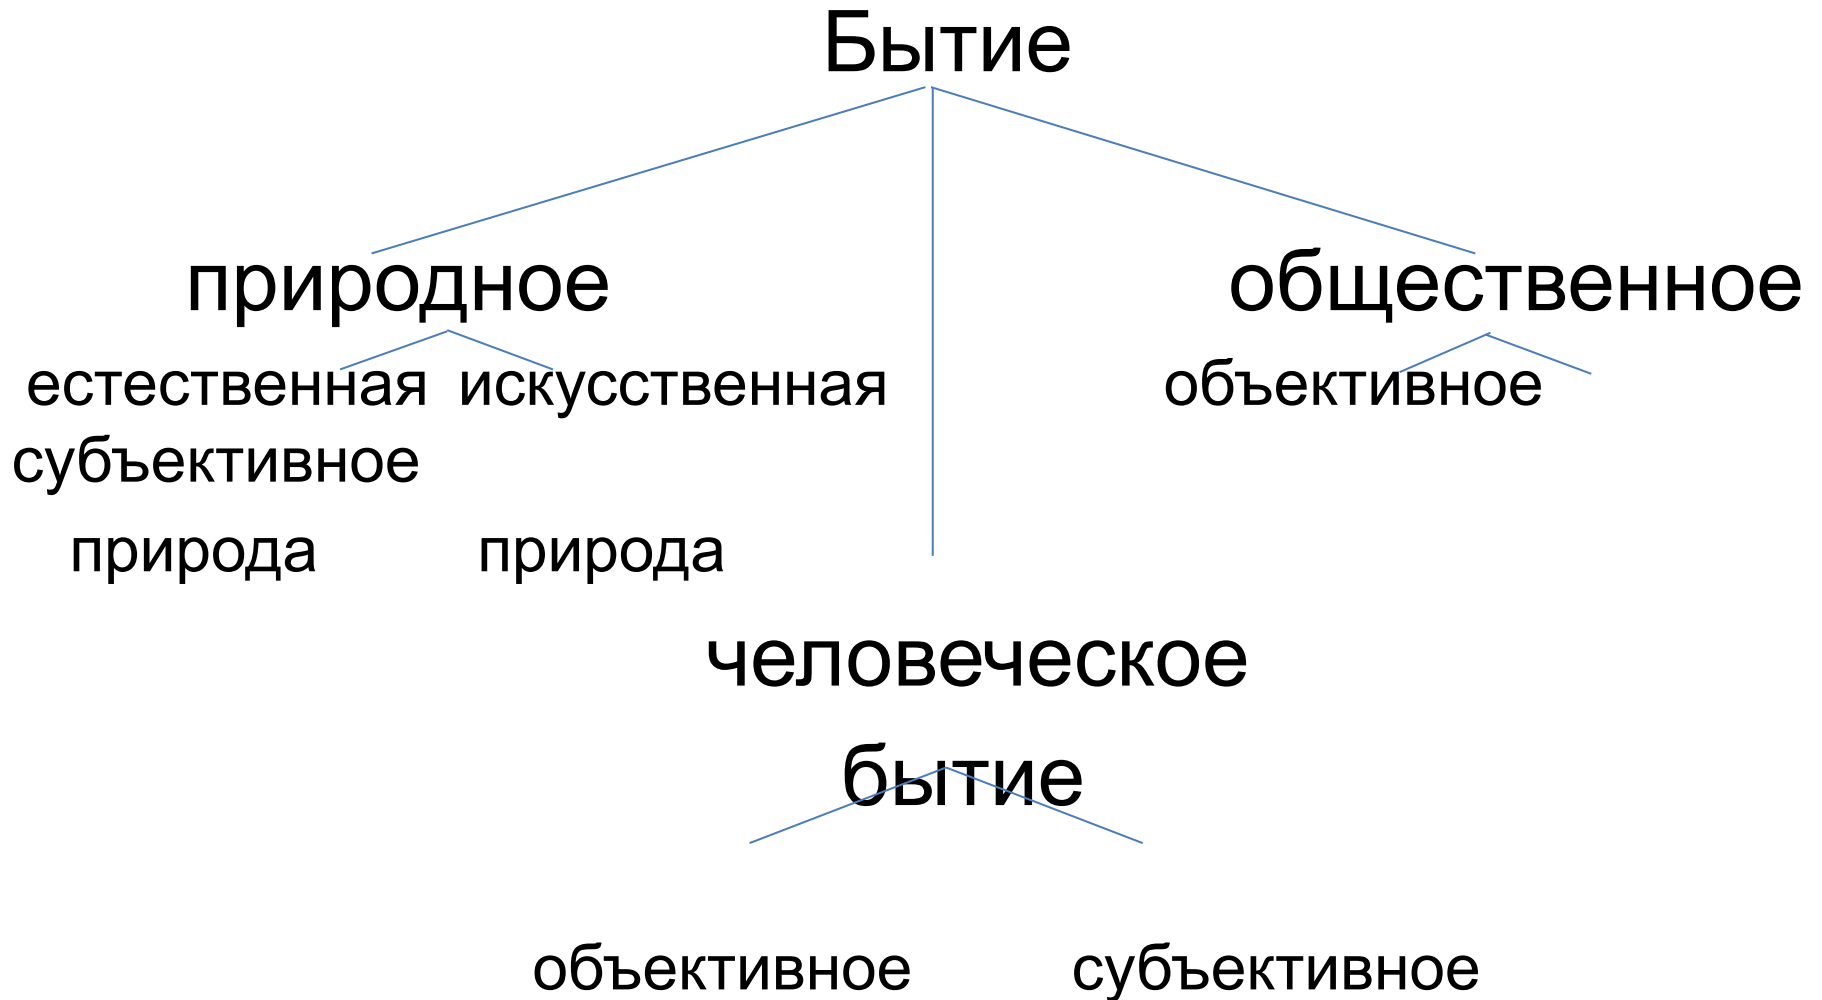 Бытие
природное общественное
естественная искусственная объективное
субъективное
природа природа
человеческое
бытие
объективное субъективное